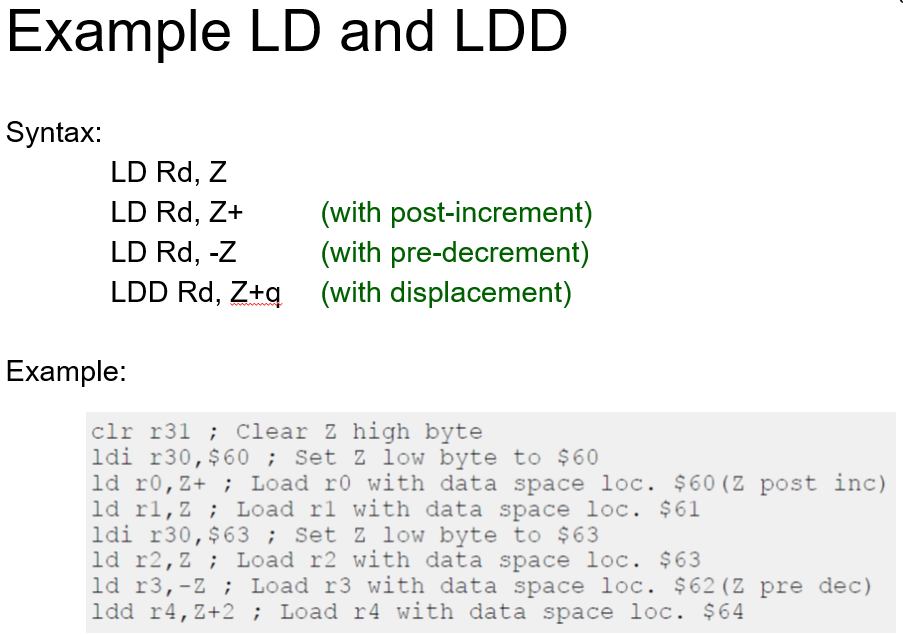 Example LD and LDD
Syntax:
LD Rd, Z
LD Rd, Z+ (with post-increment)
LD Rd, -Z (with pre-decrement)
LDD Rd, Z+q (with displacement)
Example:
clr r31 ; Clear Z high byte
ldi r30,$60 ; Set Z low byte to $60
ld r0,Z+ ; Load r0 with data space loc. $60(Z post inc)
ld r1,Z ; Load r1 with data space loc. $61
ldi r30,$63 ; Set Z low byte to $63
ld r2,Z ; Load r2 with data space loc. $63
ld r3,-Z ; Load r3 with data space loc. $62(Z pre dec)
ldd r4,Z+2 ; Load r4 with data space loc. $64